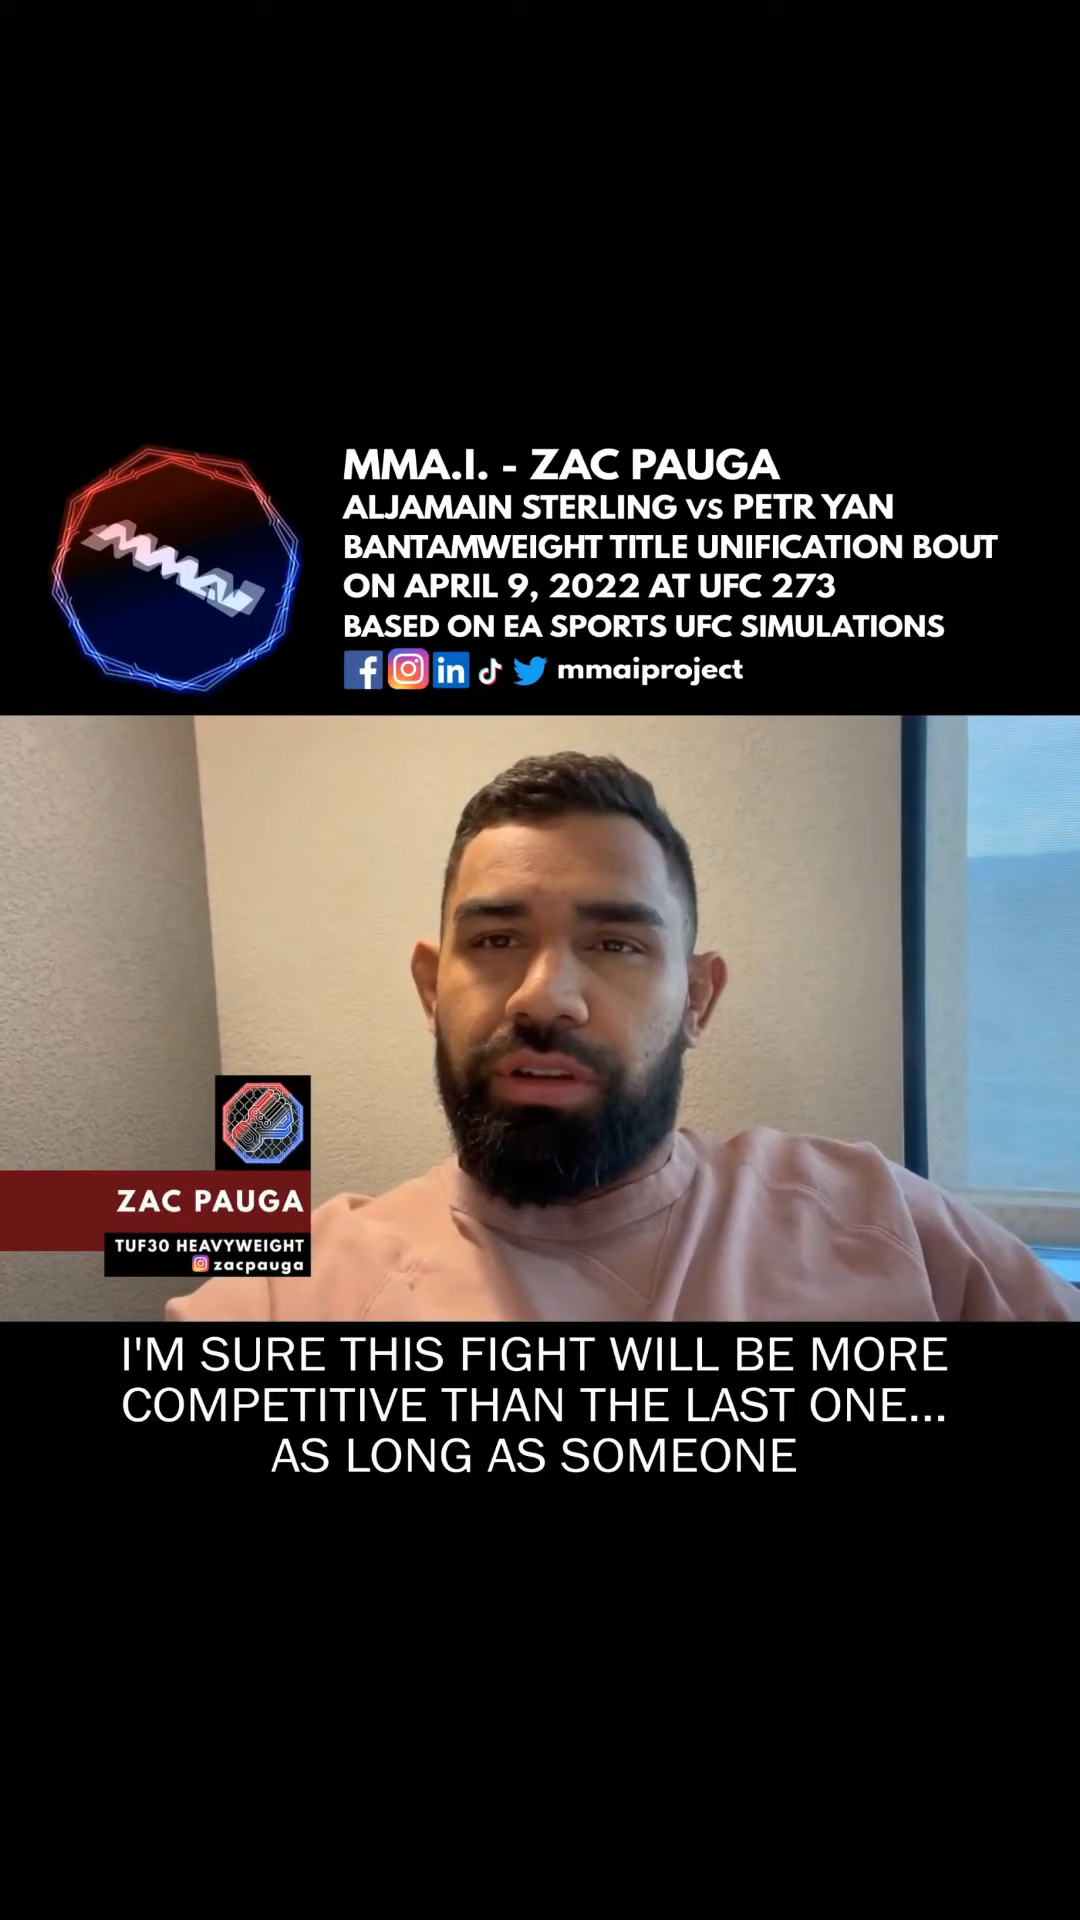 MMAI
MMA.I. - ZAC PAUGA
ALJAMAIN STERLING VS PETR YAN
BANTAMWEIGHT TITLE UNIFICATION BOUT
ON APRIL 9, 2022 AT UFC 273
BASED ON EA SPORTS UFC SIMULATIONS
mmaiproject
ZAC PAUGA
TUF30 HEAVYWEIGHT
zacpauga
I'M SURE THIS FIGHT WILL BE MORE
COMPETITIVE THAN THE LAST ONE...
AS LONG AS SOMEONE